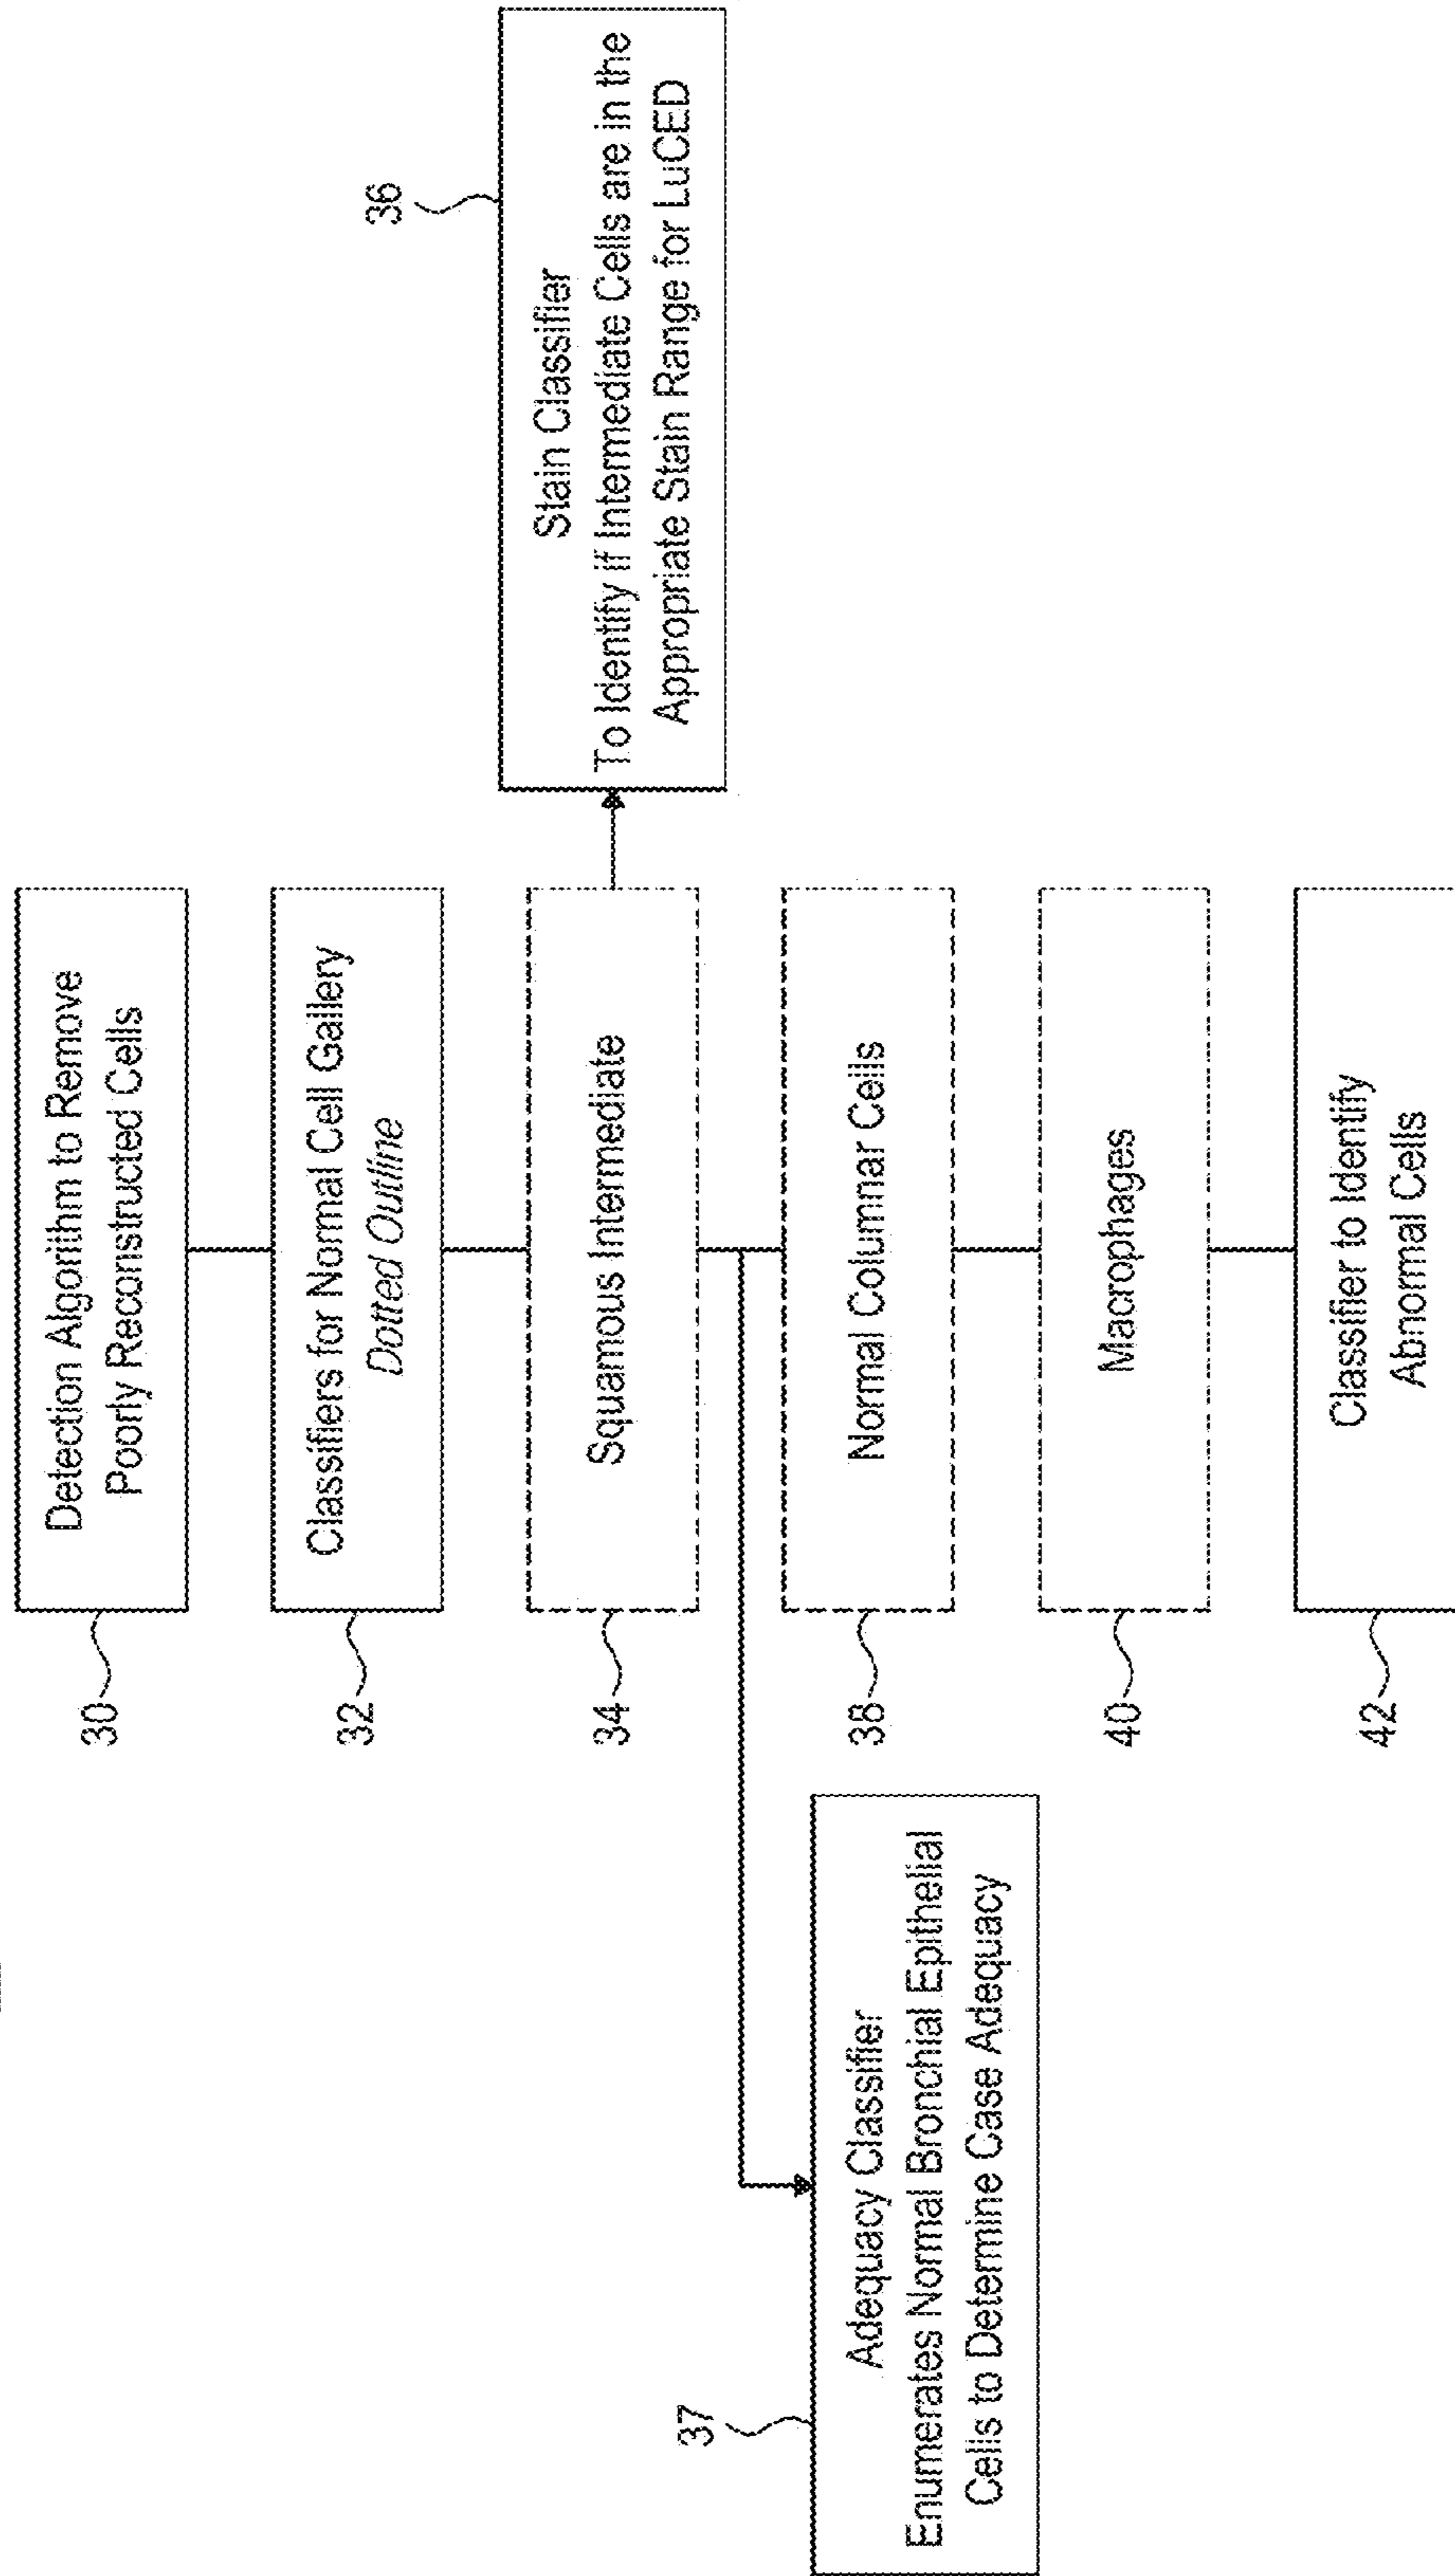 30
Detection Algorithm to Remove
Poorly Reconstructed Cells
32
Classifiers for Normal Cell Gallery
Dotted Outline
34
Squamous Intermediate
36
Stain Classifier
To Identify if Intermediate Cells are in the
Appropriate Stain Range for LuCED
37
Adequacy Classifier
Enumerates Normal Bronchial Epithelial
Cells to Determine Case Adequacy
38
Normal Columnar Cells
40
Macrophages
42
Classifier to Identify
Abnormal Cells